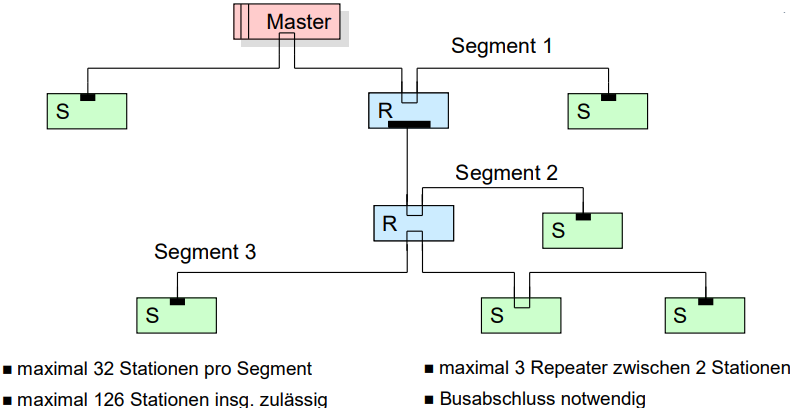 Master
Segment 1
S
R
S
Segment 2
R
S
Segment 3
S
S
S
■ maximal 32 Stationen pro Segment
■ maximal 3 Repeater zwischen 2 Stationen
■ maximal 126 Stationen insg. zulässig
■ Busabschluss notwendig